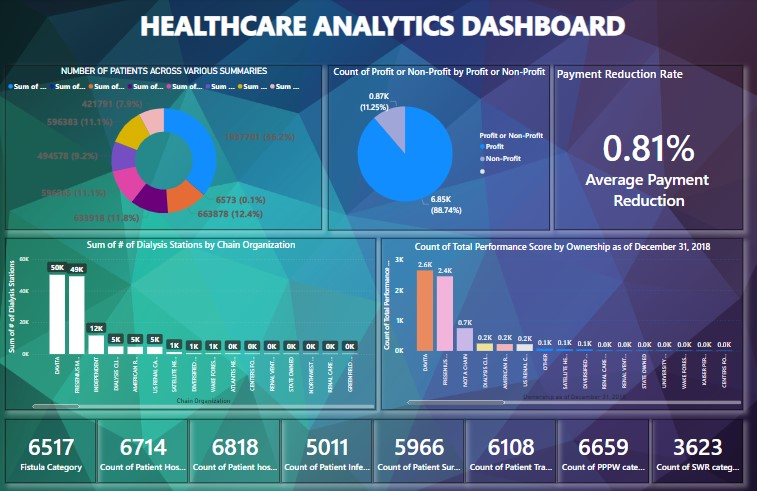 HEALTHCARE ANALYTICS DASHBOARD
NUMBER OF PATIENTS ACROSS VARIOUS SUMMARIES
Sum of ... Sum of... Sum of... Sum of... Sum of... Sum of ... Sum ... Sum of ...
421791 (7.9%)
596383 (11.1%)
494578 (9.2%)
(11.1%)
633918 (11.8%)
6573 (0.1%)
663878 (12.4%)
Count of Profit or Non-Profit by Profit or Non-Profit
0.87K
(11.25%)
6.85K
(88.74%)
Profit or Non-Profit
Profit
Non-Profit
Payment Reduction Rate
0.81%
Average Payment
Reduction
Sum of # of Dialysis Stations by Chain Organization
Sum of # of Dialysis Stations
60K
40K
20K
0K
50K 49K 12K 5K 5K 5K 1K 1K 1K 0K 0K 0K 0K 0K 0K 0K
DAVITA
FRESENIUS M...
INDEPENDENT
DIALYSIS CLI...
AMERICAN R...
US RENAL CA...
SATELLITE HE...
DIVERSIFIED ...
WAKE FORES...
ATLANTIC HE...
CENTERS FO...
RENAL VENT...
STATE OWNED
NORTHWEST ...
RENAL CARE ...
GREENFIELD ...
Chain Organization
Count of Total Performance Score by Ownership as of December 31, 2018
Count of Total Performance ...
3K
2K
1K
0K
2.6K 2.4K 0.7K 0.2K 0.2K 0.2K 0.1K 0.1K 0.1K 0.0K 0.0K 0.0K 0.0K 0.0K 0.0K 0.0K
DAVITA
FRESENIUS...
NOT A CHAIN
DIALYSIS CLI...
AMERICAN R...
US RENAL C...
OTHER
SATELLITE HE...
DIVERSIFIED ...
RENAL CARE ...
RENAL VENT...
STATE OWNED
UNIVERSITY ...
WAKE FORES...
KAISER PER...
CENTERS FO...
Ownership as of December 31, 2018
6517
Fistula Category
6714
Count of Patient Hos...
6818
Count of Patient hos...
5011
Count of Patient Infe...
5966
Count of Patient Sur...
6108
Count of Patient Tra...
6659
Count of PPPW cate...
3623
Count of SWR categ...